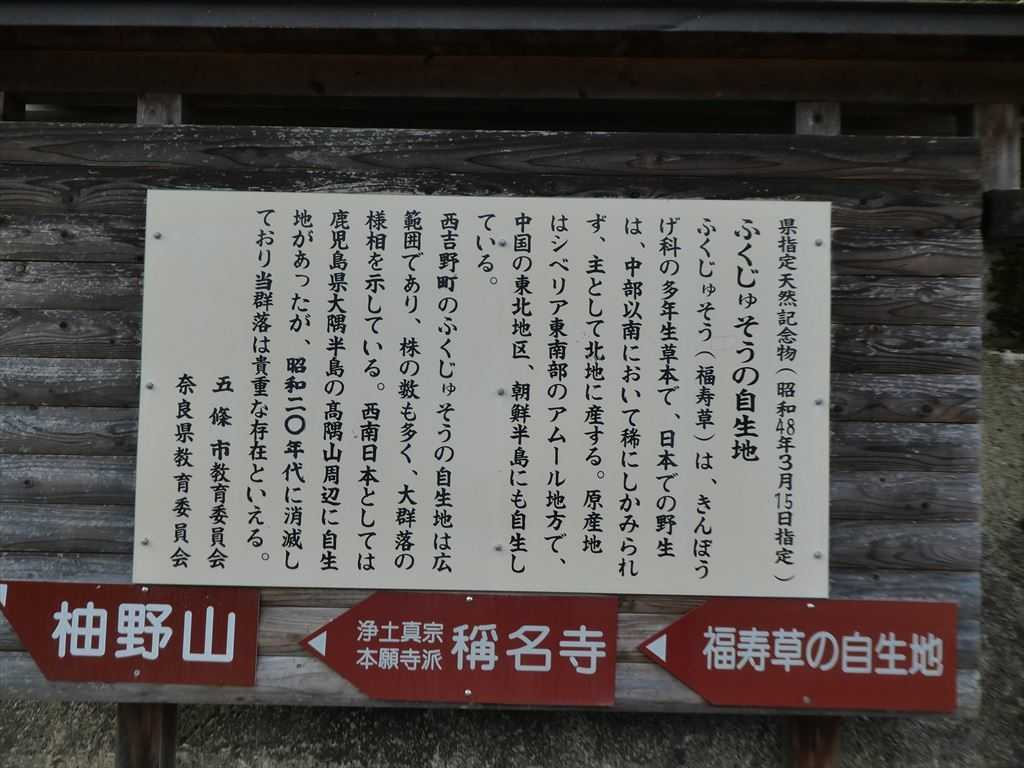 県指定天然記念物(昭和48年3月15日指定)
ふくじゅそうの自生地
ふくじゅそう(福寿草)は、きんぽう
げ科の多年生草本で、日本での野生
は、中部以南において稀にしかみられ
ず、主として北地に産する。原産地
はシベリア東南部のアムール地方で、
中国の東北地区、朝鮮半島にも自生し
ている。
西吉野町のふくじゅそうの自生地は広
範囲であり、株の数も多く、大群落の
様相を示している。西南日本としては
鹿児島県大隅半島の髙隅山周辺に自生
地があったが、昭和二〇年代に消滅し
ており当群落は貴重な存在といえる。
五條市教育委員会
奈良県教育委員会
柚野山
浄土真宗
本願寺派
稱名寺
福寿草の自生地